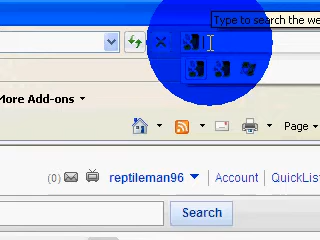 Type to search the we
More Add-ons
Page
(0) reptileman96 Account QuickList
Search